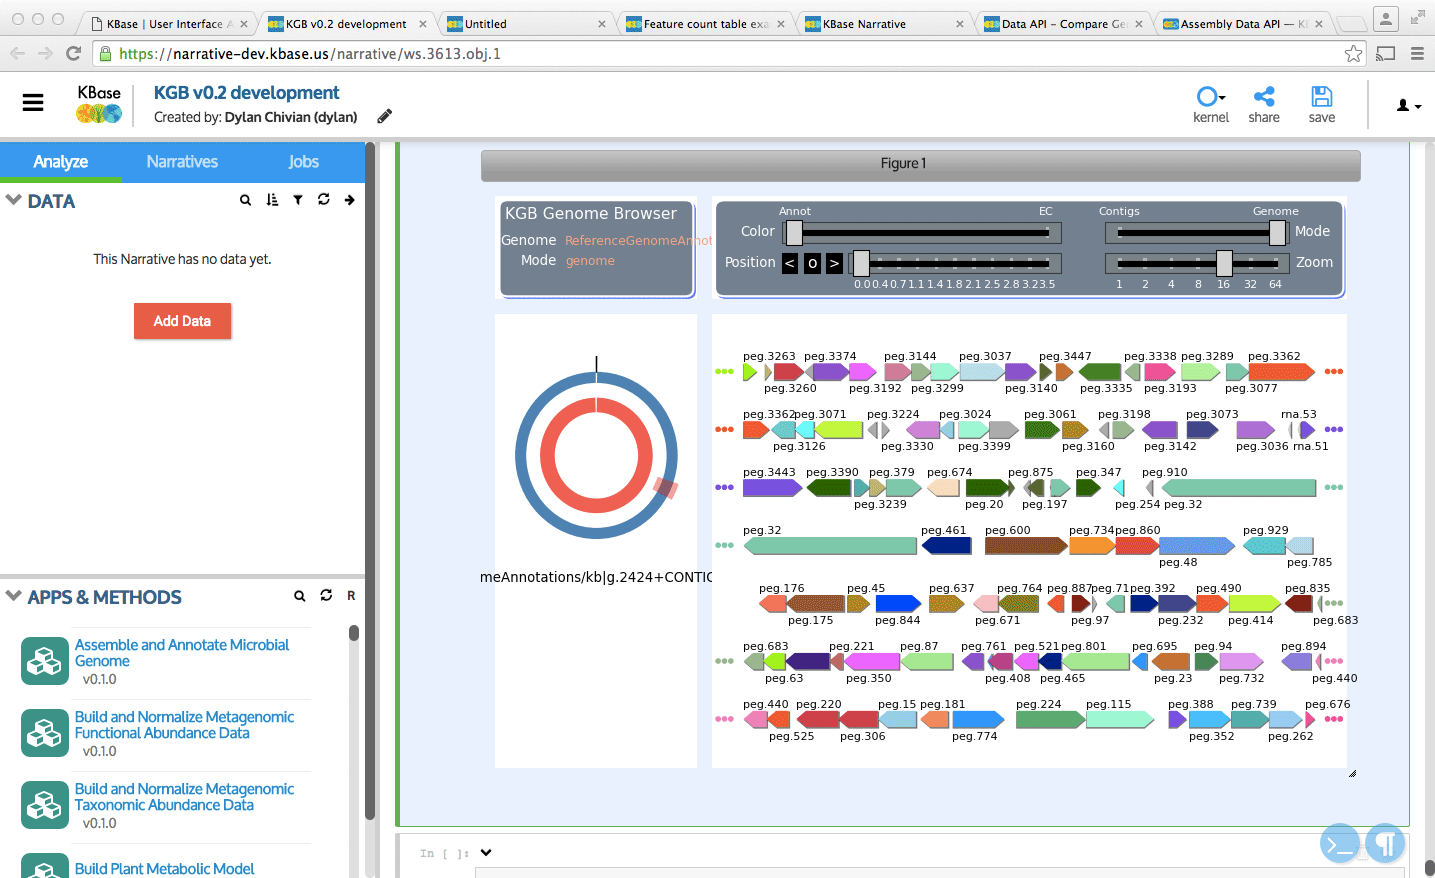 KBase | User Interface A
KGB v0.2 development
Untitled
Feature count table exa
KBase Narrative
Data API - Compare Ge
Assembly Data API — KB
https://narrative-dev.kbase.us/narrative/ws.3613.obj.1
KBase
KGB v0.2 development
Created by: Dylan Chivian (dylan)
kernel
share
save
Analyze
Narratives
Jobs
DATA
This Narrative has no data yet.
Add Data
APPS & METHODS
R
Assemble and Annotate Microbial
Genome
v0.1.0
Build and Normalize Metagenomic
Functional Abundance Data
v0.1.0
Build and Normalize Metagenomic
Taxonomic Abundance Data
v0.1.0
Build Plant Metabolic Model
Figure 1
KGB Genome Browser
Genome ReferenceGenomeAnnot
Mode genome
Annot EC Contigs Genome
Color Mode
Position < O > Zoom
0.0 0.4 0.7 1.1 1.4 1.8 2.1 2.5 2.8 3.2 3.5 1 2 4 8 16 32 64
meAnnotations/kb|g.2424+CONTIG
peg.3263 peg.3374 peg.3144 peg.3037 peg.3447 peg.3338 peg.3289 peg.3362
peg.3260 peg.3192 peg.3299 peg.3140 peg.3335 peg.3193 peg.3077
peg.3362 peg.3071 peg.3224 peg.3024 peg.3061 peg.3198 peg.3073 rna.53
peg.3126 peg.3330 peg.3399 peg.3160 peg.3142 peg.3036 rna.51
peg.3443 peg.3390 peg.379 peg.674 peg.875 peg.347 peg.910
peg.3239 peg.20 peg.197 peg.254 peg.32
peg.32 peg.461 peg.600 peg.734 peg.860 peg.929
peg.48 peg.785
peg.176 peg.45 peg.637 peg.764 peg.887 peg.71 peg.392 peg.490 peg.835
peg.175 peg.844 peg.671 peg.97 peg.232 peg.414 peg.683
peg.683 peg.221 peg.87 peg.761 peg.521 peg.801 peg.695 peg.94 peg.894
peg.63 peg.350 peg.408 peg.465 peg.23 peg.732 peg.440
peg.440 peg.220 peg.15 peg.181 peg.224 peg.115 peg.388 peg.739 peg.676
peg.525 peg.306 peg.774 peg.352 peg.262
In [ ]: